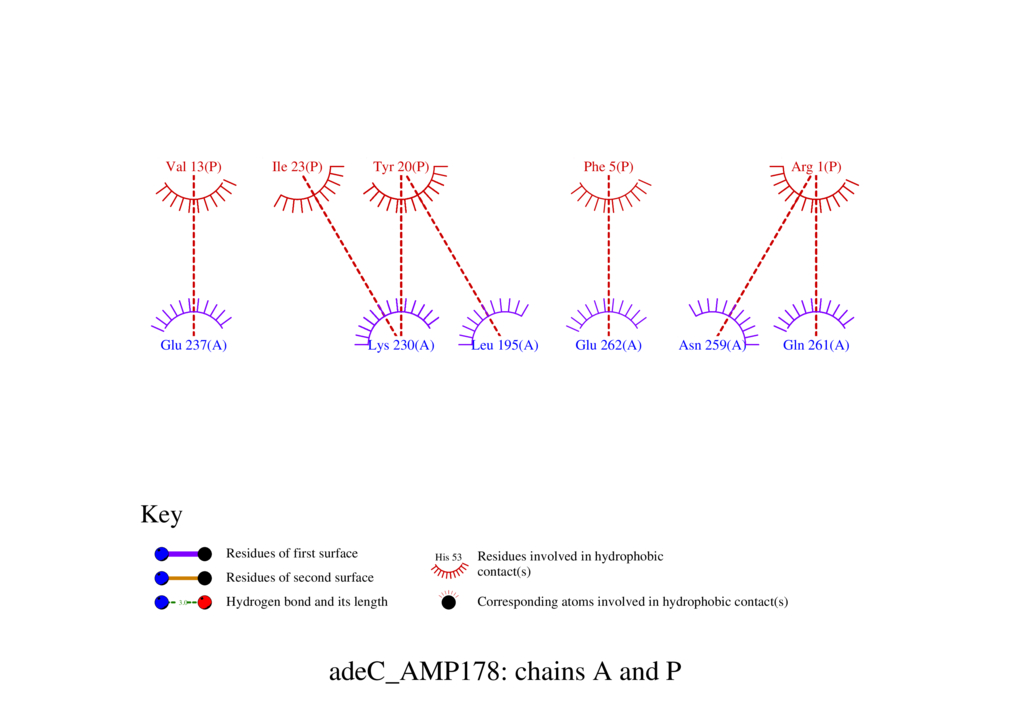 Val 13(P) Ile 23(P) Tyr 20(P) Phe 5(P) Arg 1(P)
Glu 237(A) Lys 230(A) Leu 195(A) Glu 262(A) Asn 259(A) Gln 261(A)
Key
Residues of first surface
Residues of second surface
3.0
Hydrogen bond and its length
His 53
Residues involved in hydrophobic
contact(s)
Corresponding atoms involved in hydrophobic contact(s)
adeC_AMP178: chains A and P